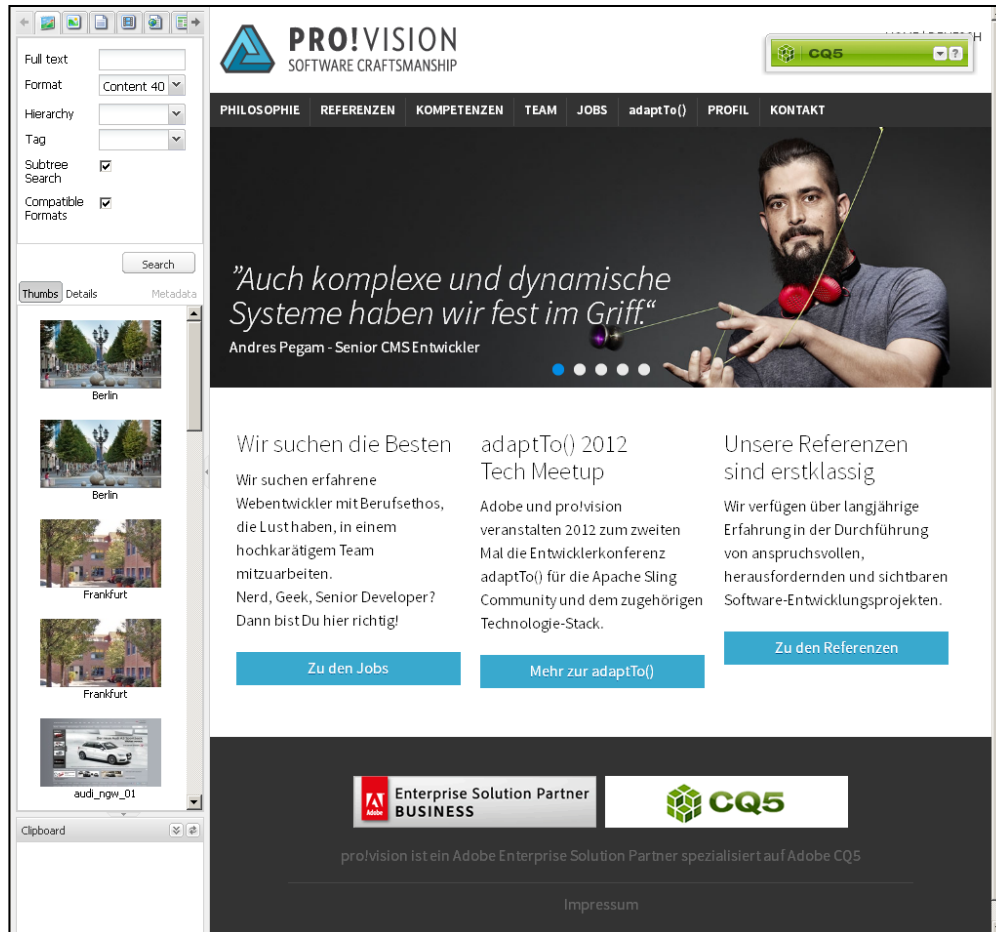 Full text
Format
Content 40
Hierarchy
Tag
Subtree
Search
Compatible
Formats
Search
Thumbs Details Metadata
Berlin
Berlin
Frankfurt
Frankfurt
audi_ngw_01
Clipboard
PRO!VISION
SOFTWARE CRAFTSMANSHIP
CQ5
?
PHILOSOPHIE REFERENZEN KOMPETENZEN TEAM JOBS adaptTo() PROFIL KONTAKT
"Auch komplexe und dynamische
Systeme haben wir fest im Griff."
Andres Pegam - Senior CMS Entwickler
Wir suchen die Besten
Wir suchen erfahrene
Webentwickler mit Berufsethos,
die Lust haben, in einem
hochkarätigem Team
mitzuarbeiten.
Nerd, Geek, Senior Developer?
Dann bist Du hier richtig!
Zu den Jobs
adaptTo() 2012
Tech Meetup
Adobe und pro!vision
veranstalten 2012 zum zweiten
Mal die Entwicklerkonferenz
adaptTo() für die Apache Sling
Community und dem zugehörigen
Technologie-Stack.
Mehr zur adaptTo()
Unsere Referenzen
sind erstklassig
Wir verfügen über langjährige
Erfahrung in der Durchführung
von anspruchsvollen,
herausfordernden und sichtbaren
Software-Entwicklungsprojekten.
Zu den Referenzen
Adobe
Enterprise Solution Partner
BUSINESS
CQ5
pro!vision ist ein Adobe Enterprise Solution Partner spezialisiert auf Adobe CQ5
Impressum